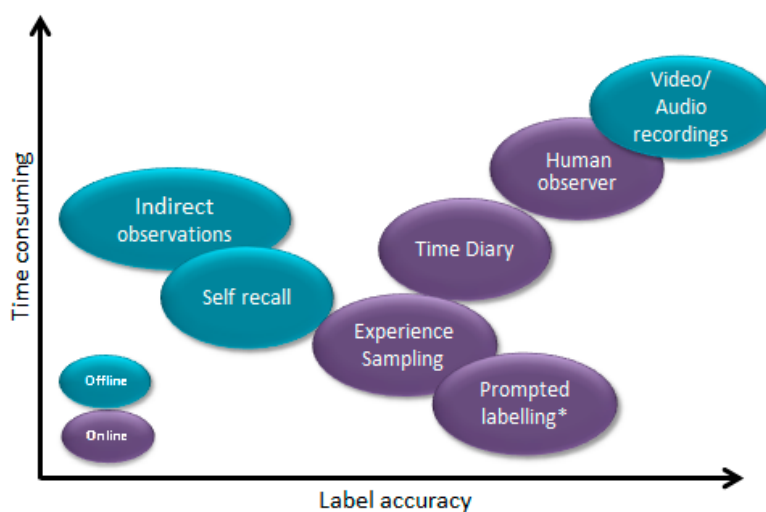 Time consuming
Video/
Audio
recordings
Human
observer
Indirect
observations
Time Diary
Self recall
Experience
Sampling
Prompted
labelling*
Offline
Online
Label accuracy